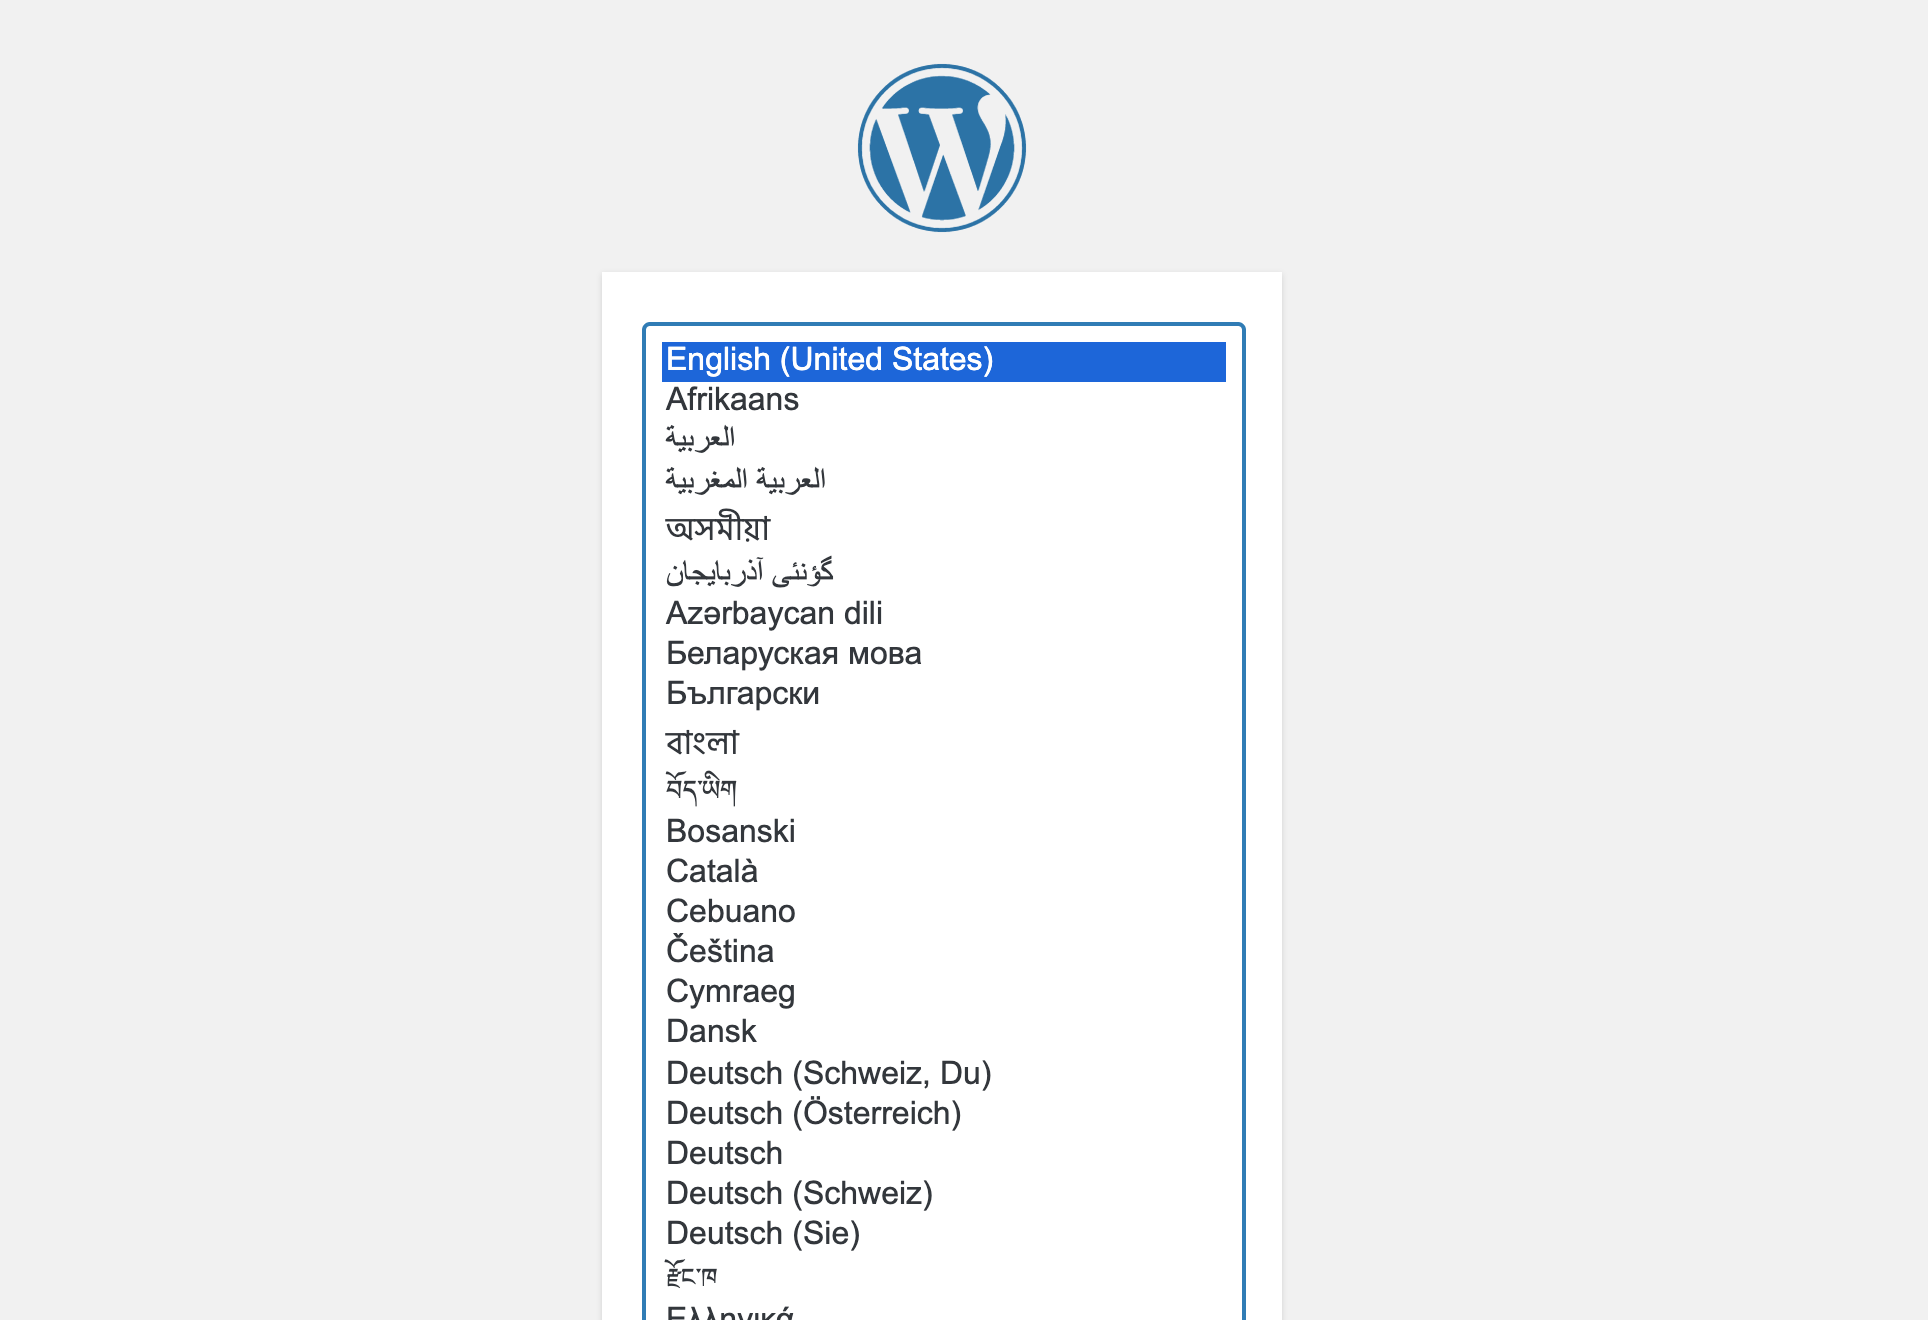 English (United States)
Afrikaans
العربية
العربية المغربية
অসমীয়া
گؤنئی آذربایجان
Azərbaycan dili
Беларуская мова
Български
বাংলা
བོད་ཡིག
Bosanski
Català
Cebuano
Čeština
Cymraeg
Dansk
Deutsch (Schweiz, Du)
Deutsch (Österreich)
Deutsch
Deutsch (Schweiz)
Deutsch (Sie)
རྫོང་ཁ
Ελληνικά